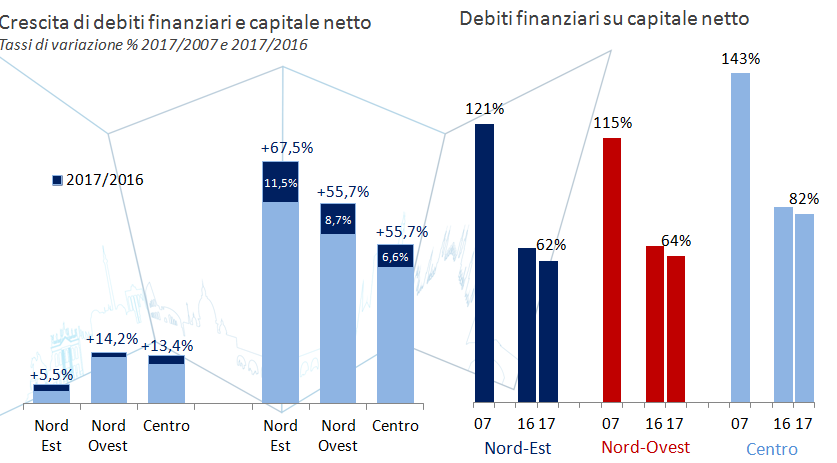 Crescita di debiti finanziari e capitale netto
Tassi di variazione % 2017/2007 e 2017/2016
2017/2016
+5,5%
+14,2%
+13,4%
+67,5%
11,5%
+55,7%
8,7%
+55,7%
6,6%
Nord Est
Nord Ovest
Centro
Nord Est
Nord Ovest
Centro
Debiti finanziari su capitale netto
121%
62%
115%
64%
143%
82%
07 16 17 07 16 17 07 16 17
Nord-Est Nord-Ovest Centro